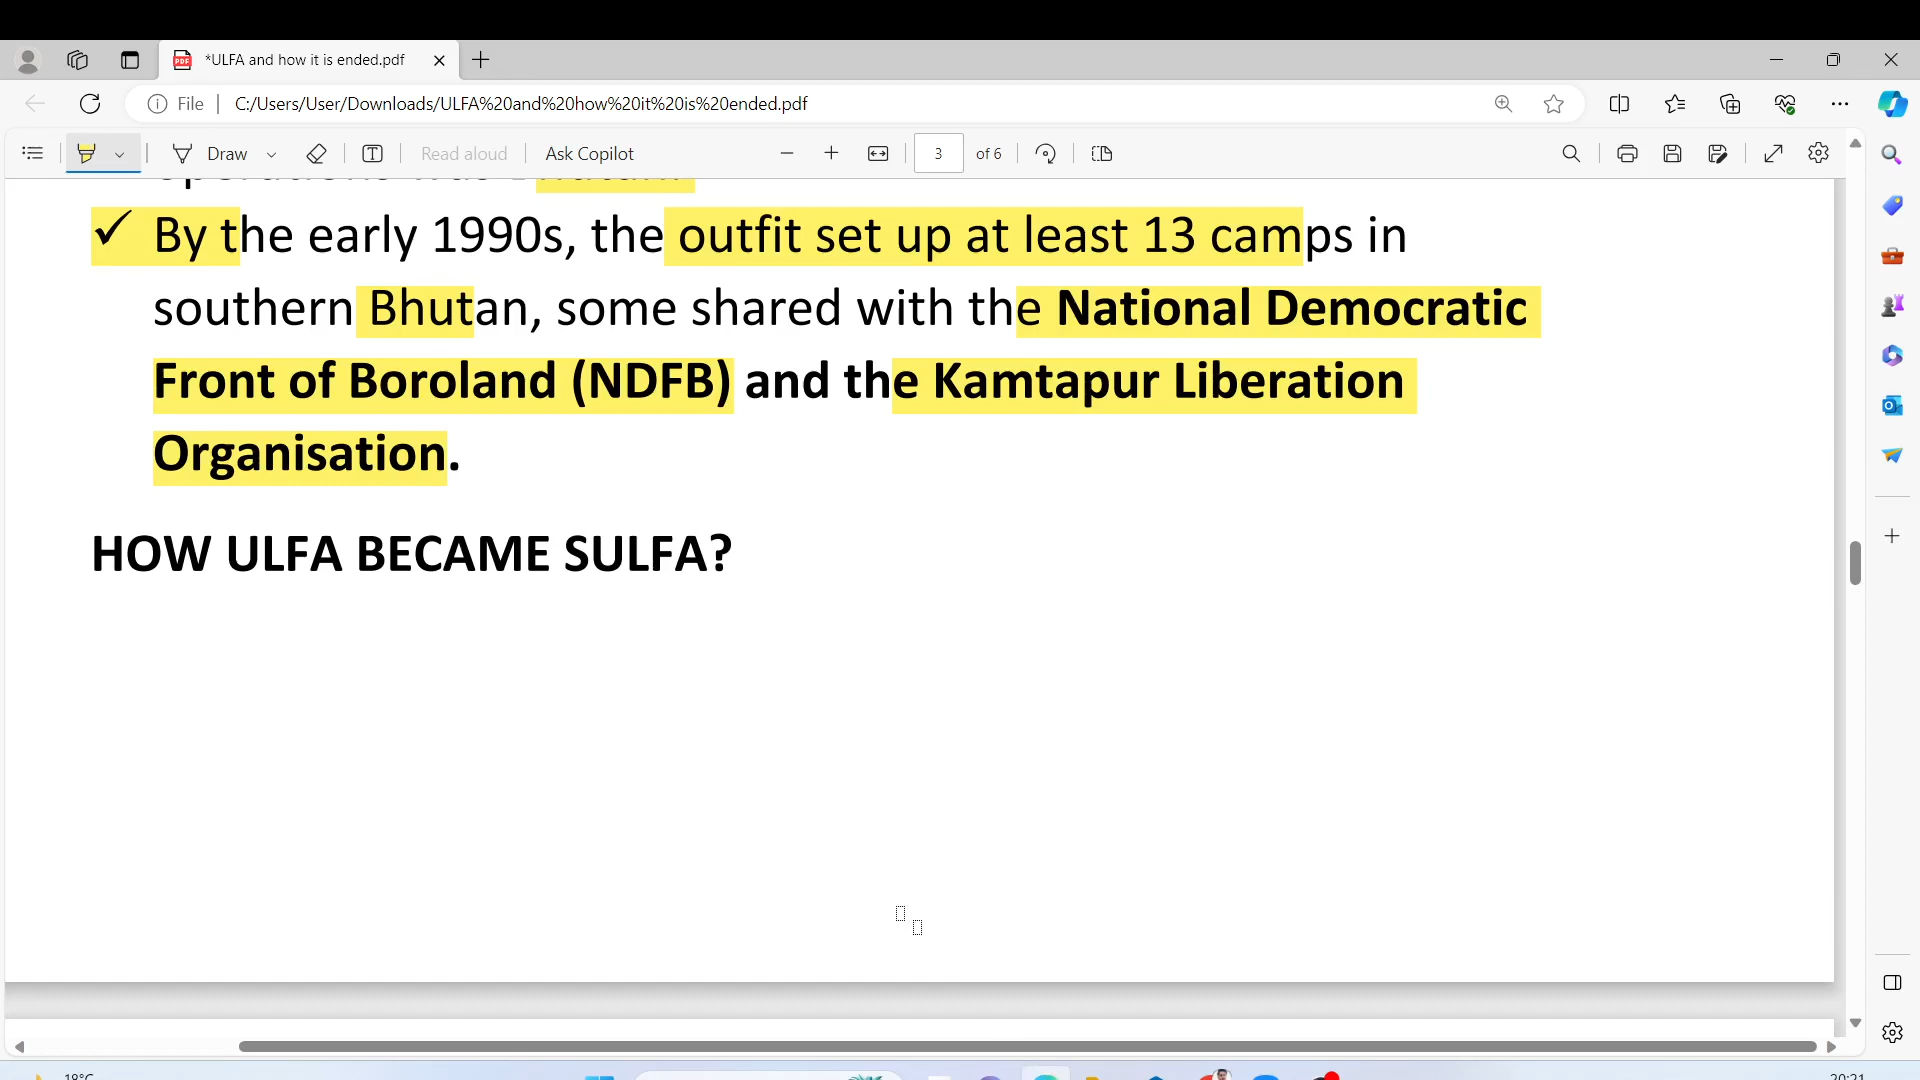 *ULFA and how it is ended.pdf
File
C:/Users/User/Downloads/ULFA%20and%20how%20it%20is%20ended.pdf
Draw
Read aloud
Ask Copilot
3 of 6
✓ By the early 1990s, the outfit set up at least 13 camps in
southern Bhutan, some shared with the National Democratic
Front of Boroland (NDFB) and the Kamtapur Liberation
Organisation.
HOW ULFA BECAME SULFA?